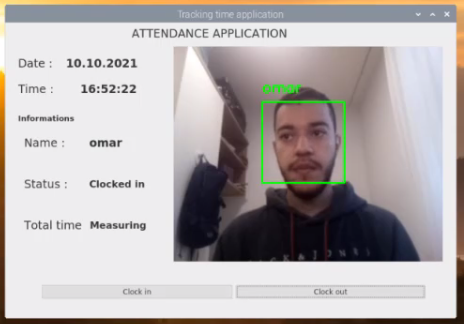 Tracking time application
ATTENDANCE APPLICATION
Date : 10.10.2021
Time : 16:52:22
Informations
Name : omar
Status : Clocked in
Total time Measuring
omar
Clock in
Clock out